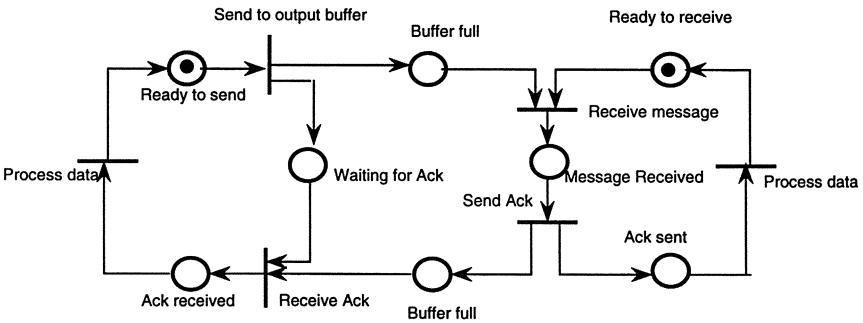 Send to output buffer
Ready to receive
Buffer full
Ready to send
Receive message
Process data
Waiting for Ack
Message Received
Process data
Send Ack
Ack sent
Ack received
Receive Ack
Buffer full